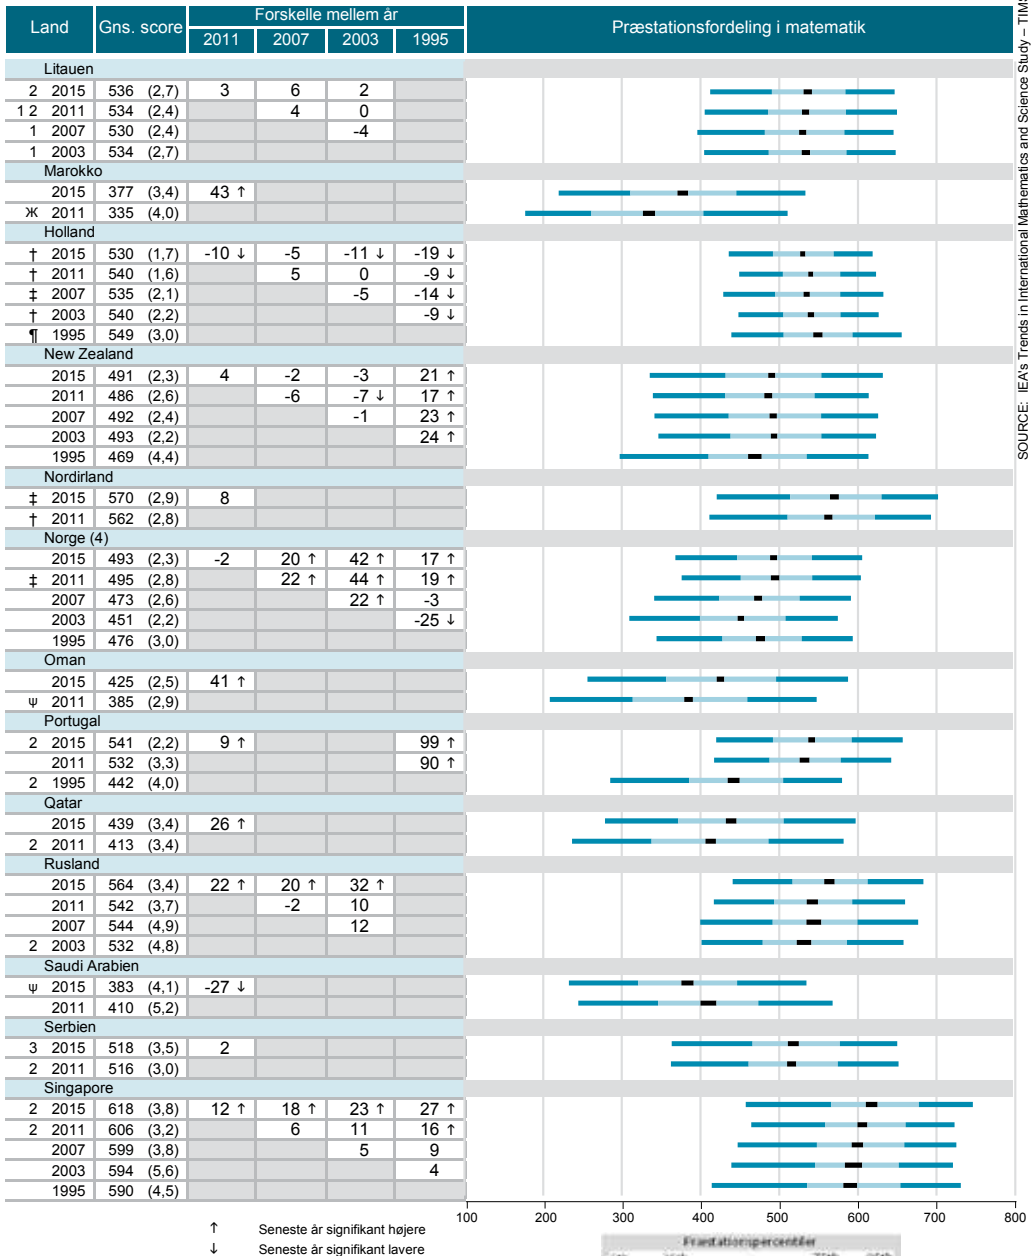 Land Gns. score Forskelle mellem år Præstationsfordeling i matematik
2011 2007 2003 1995
Litauen
2 2015 536 (2,7) 3 6 2
1 2 2011 534 (2,4) 4 0
1 2007 530 (2,4) -4
1 2003 534 (2,7)
Marokko
2015 377 (3,4) 43 ↑
Ж 2011 335 (4,0)
Holland
† 2015 530 (1,7) -10 ↓ -5 -11 ↓ -19 ↓
† 2011 540 (1,6) 5 0 -9 ↓
‡ 2007 535 (2,1) -5 -14 ↓
† 2003 540 (2,2) -9 ↓
¶ 1995 549 (3,0)
New Zealand
2015 491 (2,3) 4 -2 -3 21 ↑
2011 486 (2,6) -6 -7 ↓ 17 ↑
2007 492 (2,4) -1 23 ↑
2003 493 (2,2) 24 ↑
1995 469 (4,4)
Nordirland
‡ 2015 570 (2,9) 8
† 2011 562 (2,8)
Norge (4)
2015 493 (2,3) -2 20 ↑ 42 ↑ 17 ↑
‡ 2011 495 (2,8) 22 ↑ 44 ↑ 19 ↑
2007 473 (2,6) 22 ↑ -3
2003 451 (2,2) -25 ↓
1995 476 (3,0)
Oman
2015 425 (2,5) 41 ↑
ψ 2011 385 (2,9)
Portugal
2 2015 541 (2,2) 9 ↑ 99 ↑
2011 532 (3,3) 90 ↑
2 1995 442 (4,0)
Qatar
2015 439 (3,4) 26 ↑
2 2011 413 (3,4)
Rusland
2015 564 (3,4) 22 ↑ 20 ↑ 32 ↑
2011 542 (3,7) -2 10
2007 544 (4,9) 12
2 2003 532 (4,8)
Saudi Arabien
ψ 2015 383 (4,1) -27 ↓
2011 410 (5,2)
Serbien
3 2015 518 (3,5) 2
2 2011 516 (3,0)
Singapore
2 2015 618 (3,8) 12 ↑ 18 ↑ 23 ↑ 27 ↑
2 2011 606 (3,2) 6 11 16 ↑
2007 599 (3,8) 5 9
2003 594 (5,6) 4
1995 590 (4,5)
100 200 300 400 500 600 700 800
↑ Seneste år signifikant højere
↓ Seneste år signifikant lavere
Præstationspercentiler
SOURCE: IEA's Trends in International Mathematics and Science Study – TIMS